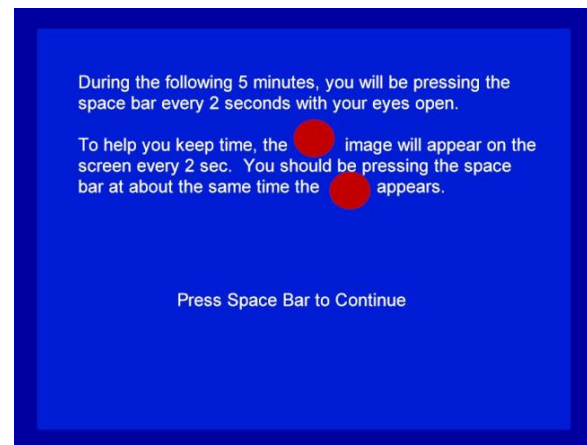 During the following 5 minutes, you will be pressing the
space bar every 2 seconds with your eyes open.
To help you keep time, the image will appear on the
screen every 2 sec. You should be pressing the space
bar at about the same time the appears.
Press Space Bar to Continue